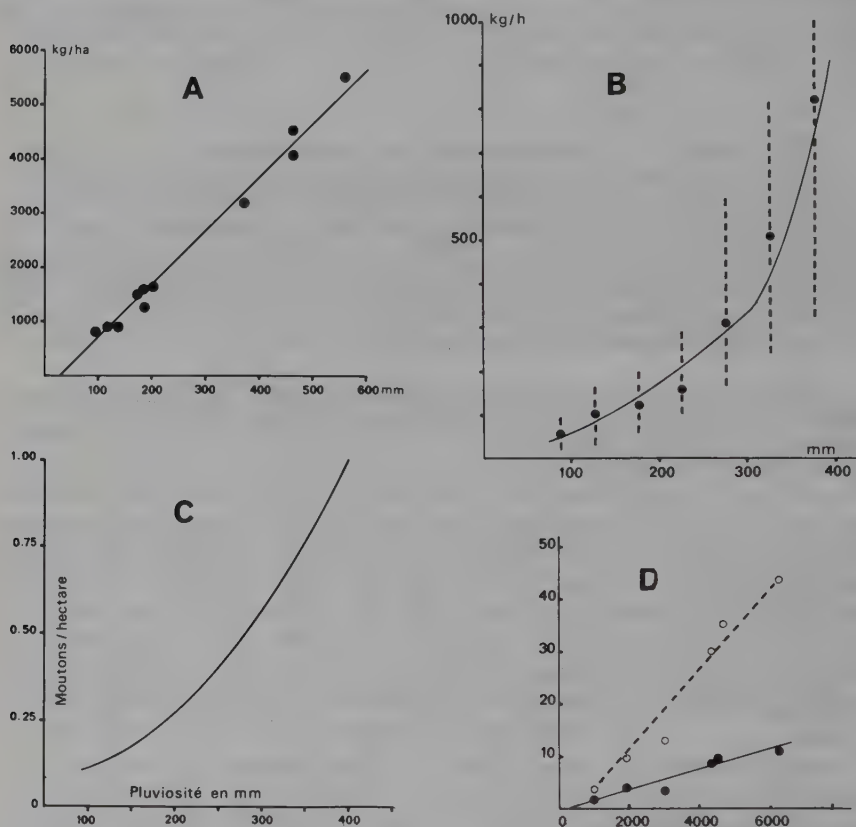 A
kg/ha
6000
5000
4000
3000
2000
1000
100 200 300 400 500 600 mm
B
1000 kg/h
500
100 200 300 400
mm
C
Moutons / hectare
1.00
0.75
0.50
0.25
0
100 200 300 400
Pluviosité en mm
D
50
40
30
20
10
0 2000 4000 6000